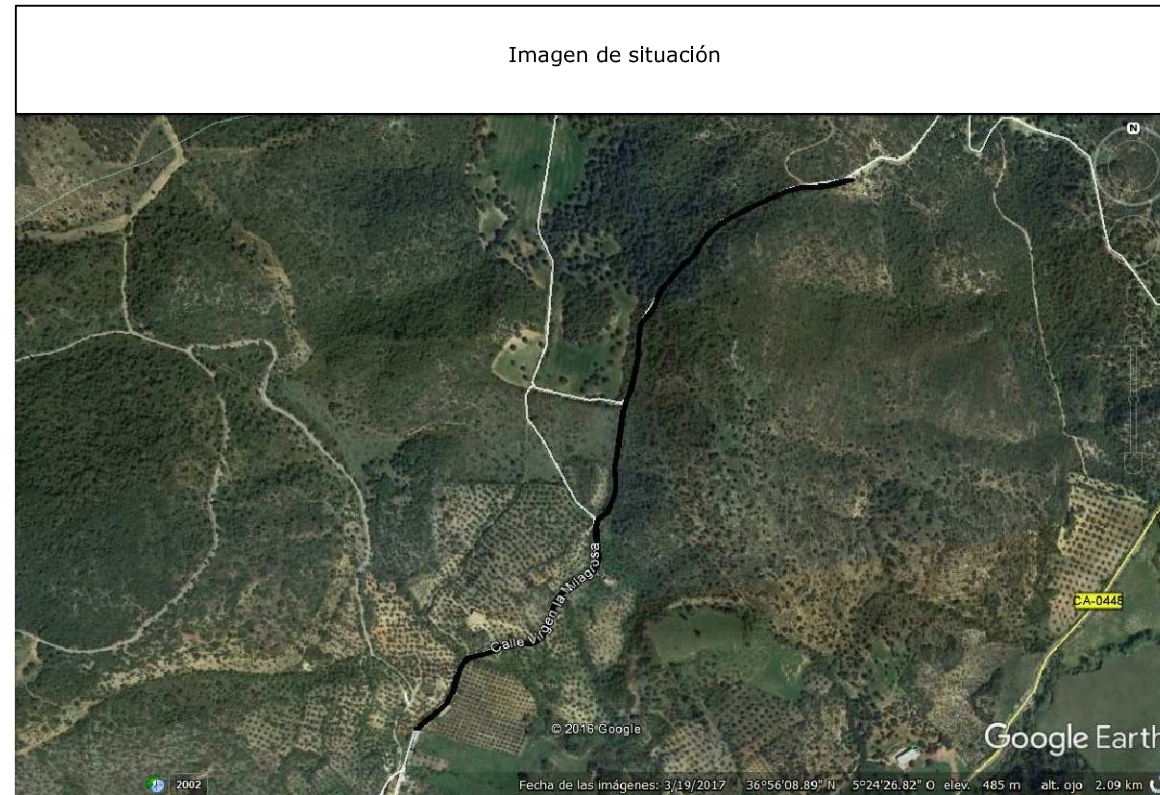 Imagen de situación
N
Calle Virgen la Milagrosa
CA-0448
© 2016 Google
Google Earth
2002
Fecha de las imágenes: 3/19/2017 36°56'08.89" N 5°24'26.82" O elev. 485 m alt. ojo 2.09 km